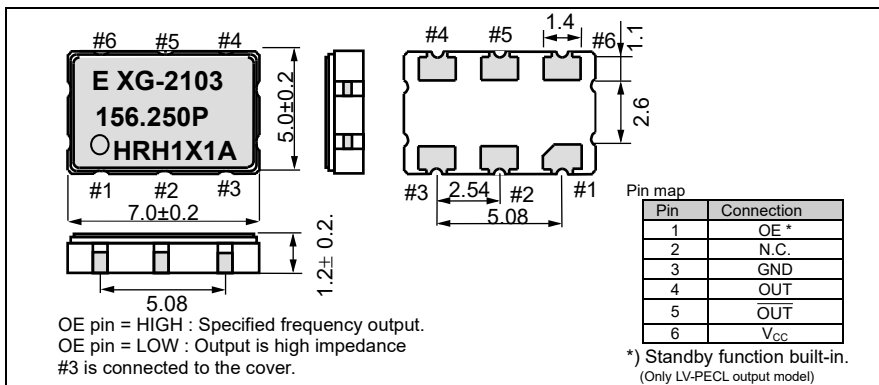 #6 #5 #4
E XG-2103
156.250P
HRH1X1A
#1 #2 #3
7.0±0.2
5.0±0.2
5.08
1.2± 0.2.
#4 #5 #6
1.4
1.1
2.6
#3 #2 #1
2.54
5.08
OE pin = HIGH : Specified frequency output.
OE pin = LOW : Output is high impedance
#3 is connected to the cover.
Pin map
Pin Connection
1 OE *
2 N.C.
3 GND
4 OUT
5 OUT
6 VCC
*) Standby function built-in.
(Only LV-PECL output model)